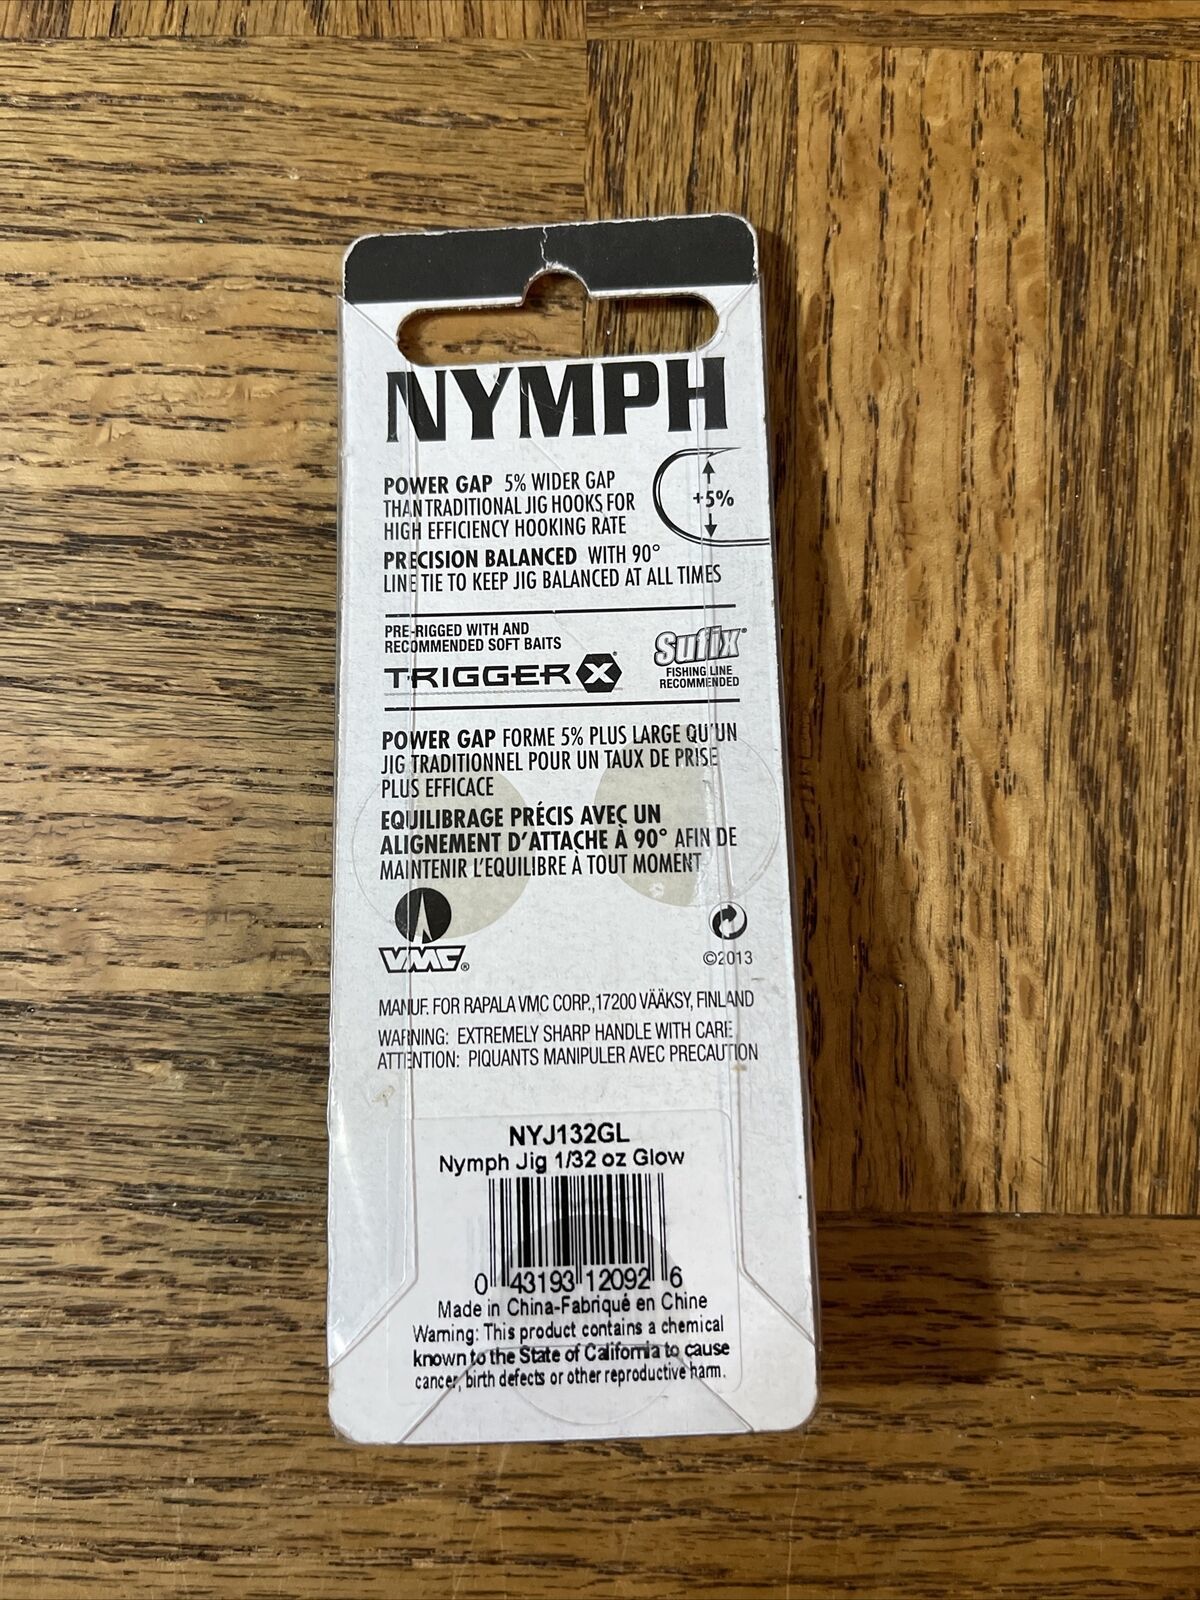 NYMPH
POWER GAP 5% WIDER GAP
THAN TRADITIONAL JIG HOOKS FOR
HIGH EFFICIENCY HOOKING RATE
+5%
PRECISION BALANCED WITH 90°
LINE TIE TO KEEP JIG BALANCED AT ALL TIMES
PRE-RIGGED WITH AND
RECOMMENDED SOFT BAITS
TRIGGER X
Sufix®
FISHING LINE
RECOMMENDED
POWER GAP FORME 5% PLUS LARGE QU'UN
JIG TRADITIONNEL POUR UN TAUX DE PRISE
PLUS EFFICACE
EQUILIBRAGE PRÉCIS AVEC UN
ALIGNEMENT D'ATTACHE À 90° AFIN DE
MAINTENIR L'EQUILIBRE À TOUT MOMENT
VMC®
©2013
MANUF. FOR RAPALA VMC CORP., 17200 VÄÄKSY, FINLAND
WARNING: EXTREMELY SHARP HANDLE WITH CARE
ATTENTION: PIQUANTS MANIPULER AVEC PRECAUTION
NYJ132GL
Nymph Jig 1/32 oz Glow
0 43193 12092 6
Made in China-Fabriqué en Chine
Warning: This product contains a chemical
known to the State of California to cause
cancer, birth defects or other reproductive harm.